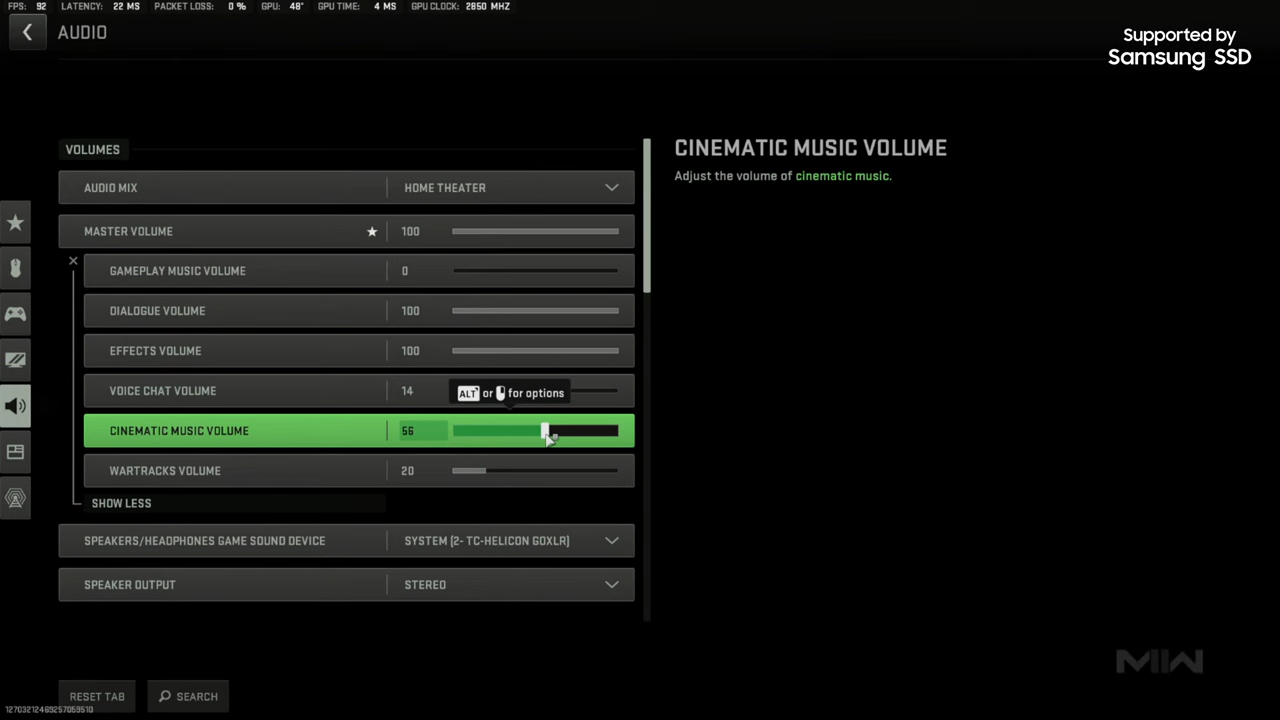 FPS: 92 LATENCY: 22 MS PACKET LOSS: 0 % GPU: 48° GPU TIME: 4 MS GPU CLOCK: 2850 MHZ
AUDIO
Supported by
Samsung SSD
VOLUMES
AUDIO MIX HOME THEATER
MASTER VOLUME 100
GAMEPLAY MUSIC VOLUME 0
DIALOGUE VOLUME 100
EFFECTS VOLUME 100
VOICE CHAT VOLUME 14
ALT or for options
CINEMATIC MUSIC VOLUME 56
WARTRACKS VOLUME 20
SHOW LESS
SPEAKERS/HEADPHONES GAME SOUND DEVICE SYSTEM (2- TC-HELICON GOXLR)
SPEAKER OUTPUT STEREO
CINEMATIC MUSIC VOLUME
Adjust the volume of cinematic music.
MW
RESET TAB SEARCH